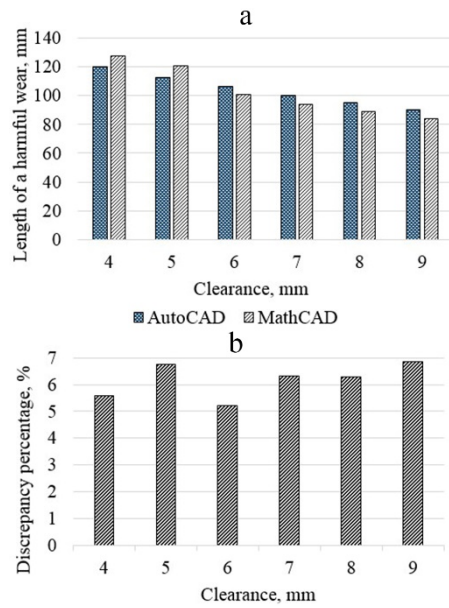 a
Length of a harmful wear, mm
140
120
100
80
60
40
20
0
4 5 6 7 8 9
Clearance, mm
AutoCAD MathCAD
b
Discrepancy percentage, %
7
6
5
4
3
2
1
0
4 5 6 7 8 9
Clearance, mm